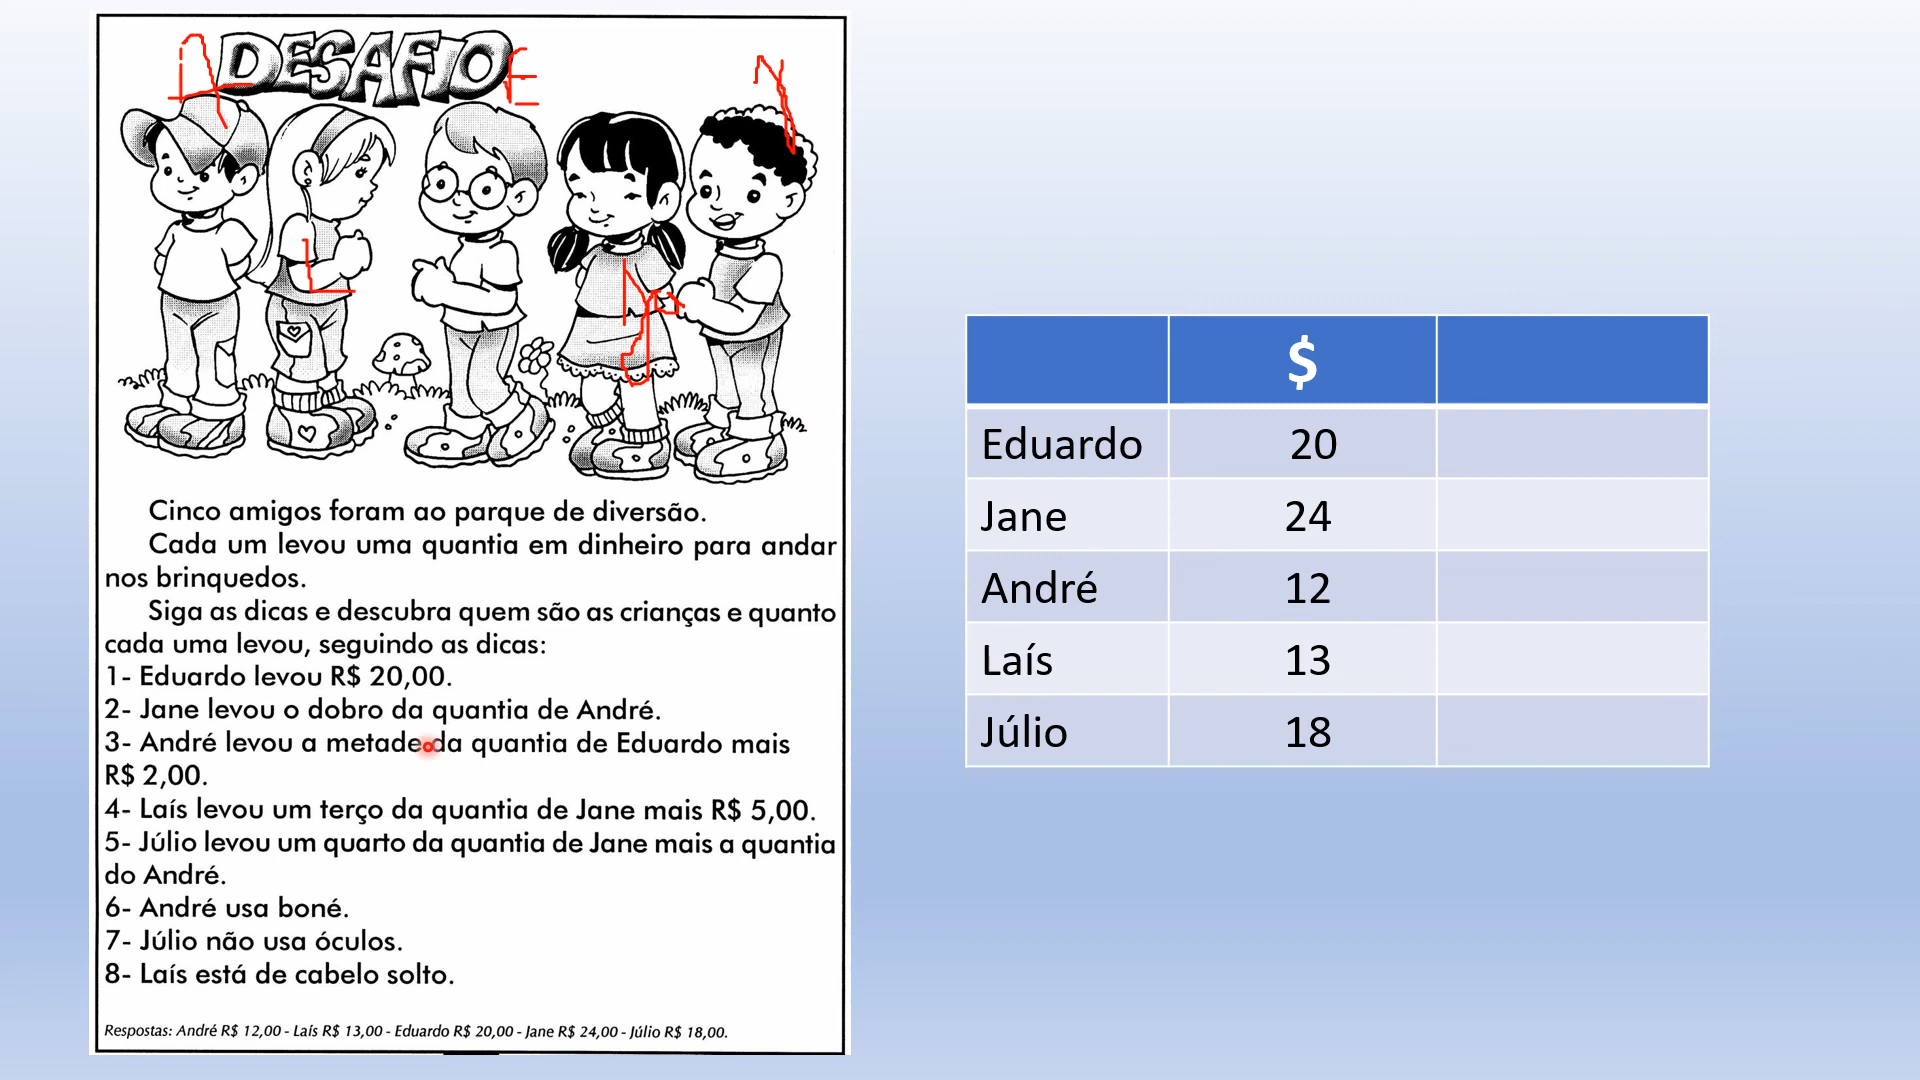 DESAFIO
A
E
N
L
Cinco amigos foram ao parque de diversão.
Cada um levou uma quantia em dinheiro para andar
nos brinquedos.
Siga as dicas e descubra quem são as crianças e quanto
cada uma levou, seguindo as dicas:
1- Eduardo levou R$ 20,00.
2- Jane levou o dobro da quantia de André.
3- André levou a metade da quantia de Eduardo mais
R$ 2,00.
4- Laís levou um terço da quantia de Jane mais R$ 5,00.
5- Júlio levou um quarto da quantia de Jane mais a quantia
do André.
6- André usa boné.
7- Júlio não usa óculos.
8- Laís está de cabelo solto.
Respostas: André R$ 12,00 - Laís R$ 13,00 - Eduardo R$ 20,00 - Jane R$ 24,00 - Júlio R$ 18,00.
$
Eduardo 20
Jane 24
André 12
Laís 13
Júlio 18